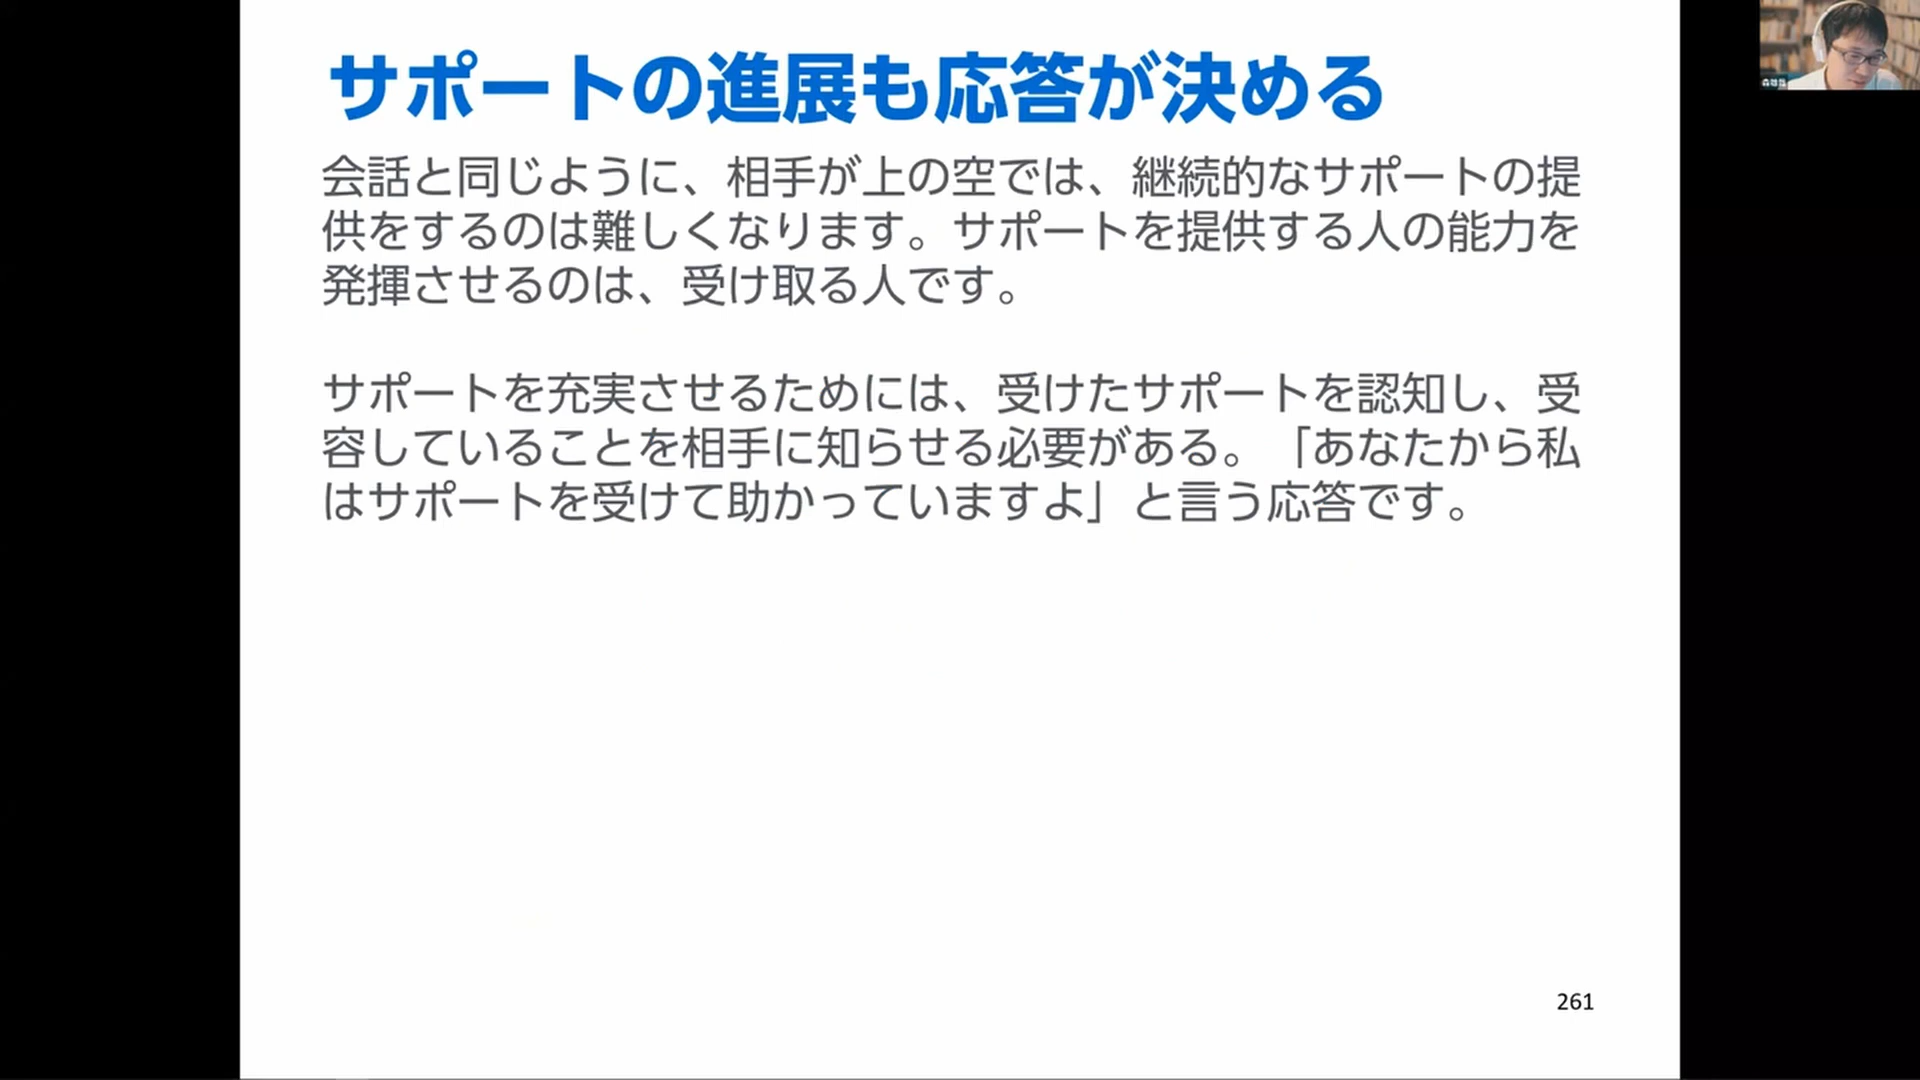 サポートの進展も応答が決める
会話と同じように、相手が上の空では、継続的なサポートの提
供をするのは難しくなります。サポートを提供する人の能力を
発揮させるのは、受け取る人です。
サポートを充実させるためには、受けたサポートを認知し、受
容していることを相手に知らせる必要がある。「あなたから私
はサポートを受けて助かっていますよ」と言う応答です。
261